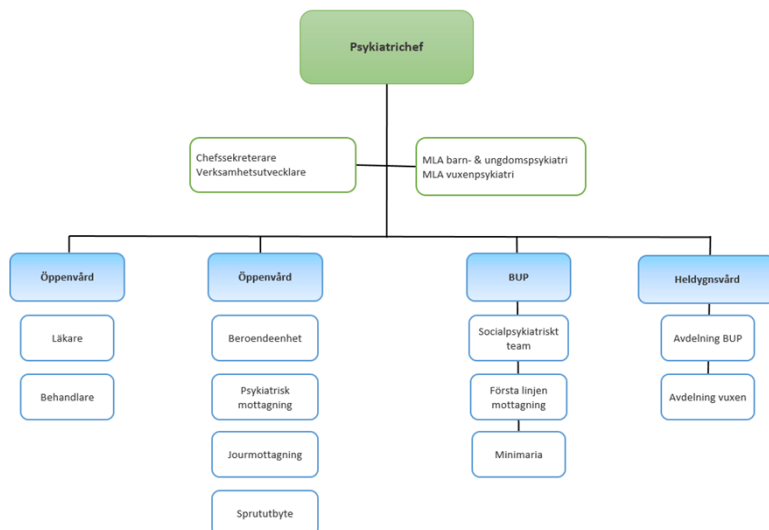 Psykiatrichef
Chefssekreterare
Verksamhetsutvecklare
MLA barn- & ungdomspsykiatri
MLA vuxenpsykiatri
Öppenvård
Läkare
Behandlare
Öppenvård
Beroendeenhet
Psykiatrisk
mottagning
Jourmottagning
Sprututbyte
BUP
Socialpsykiatriskt
team
Första linjen
mottagning
Minimaria
Heldygnsvård
Avdelning BUP
Avdelning vuxen